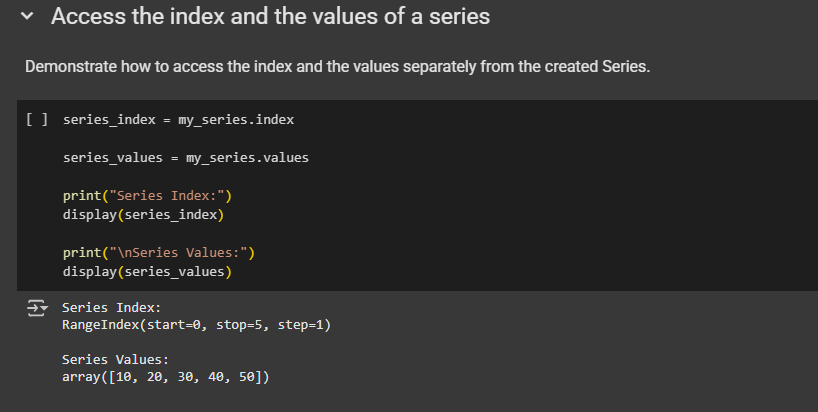 Access the index and the values of a series
Demonstrate how to access the index and the values separately from the created Series.
[ ] series_index = my_series.index
series_values = my_series.values
print("Series Index:")
display(series_index)
print("\nSeries Values:")
display(series_values)
Series Index:
RangeIndex(start=0, stop=5, step=1)
Series Values:
array([10, 20, 30, 40, 50])